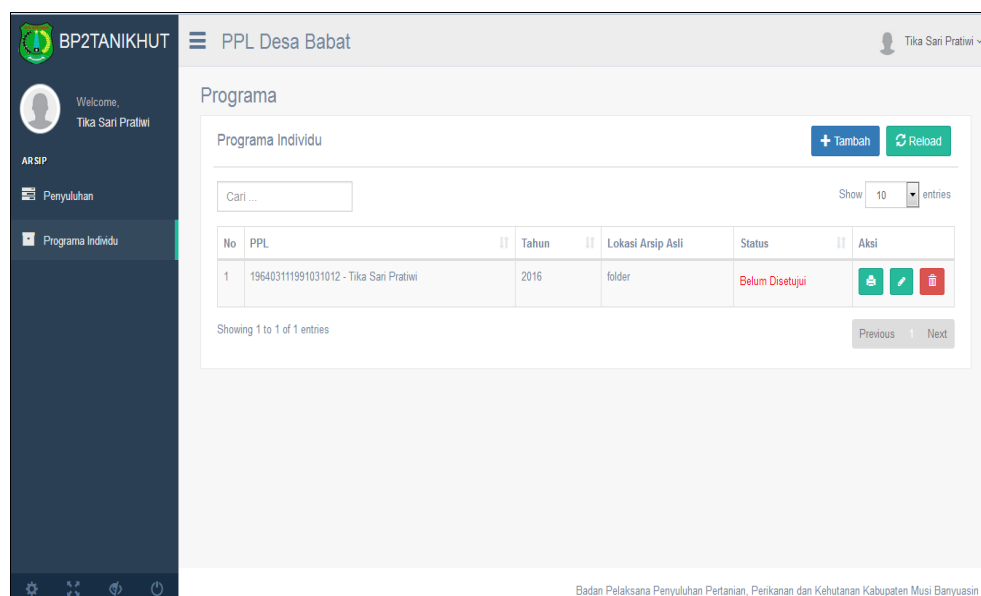 BP2TANIKHUT
PPL Desa Babat
Tika Sari Pratiwi
Welcome,
Tika Sari Pratiwi
ARSIP
Penyuluhan
Programa Individu
Programa
Programa Individu
Tambah
Reload
Cari ...
Show 10 entries
No PPL Tahun Lokasi Arsip Asli Status Aksi
1 196403111991031012 - Tika Sari Pratiwi 2016 folder Belum Disetujui
Showing 1 to 1 of 1 entries
Previous 1 Next
Badan Pelaksana Penyuluhan Pertanian, Perikanan dan Kehutanan Kabupaten Musi Banyuasin